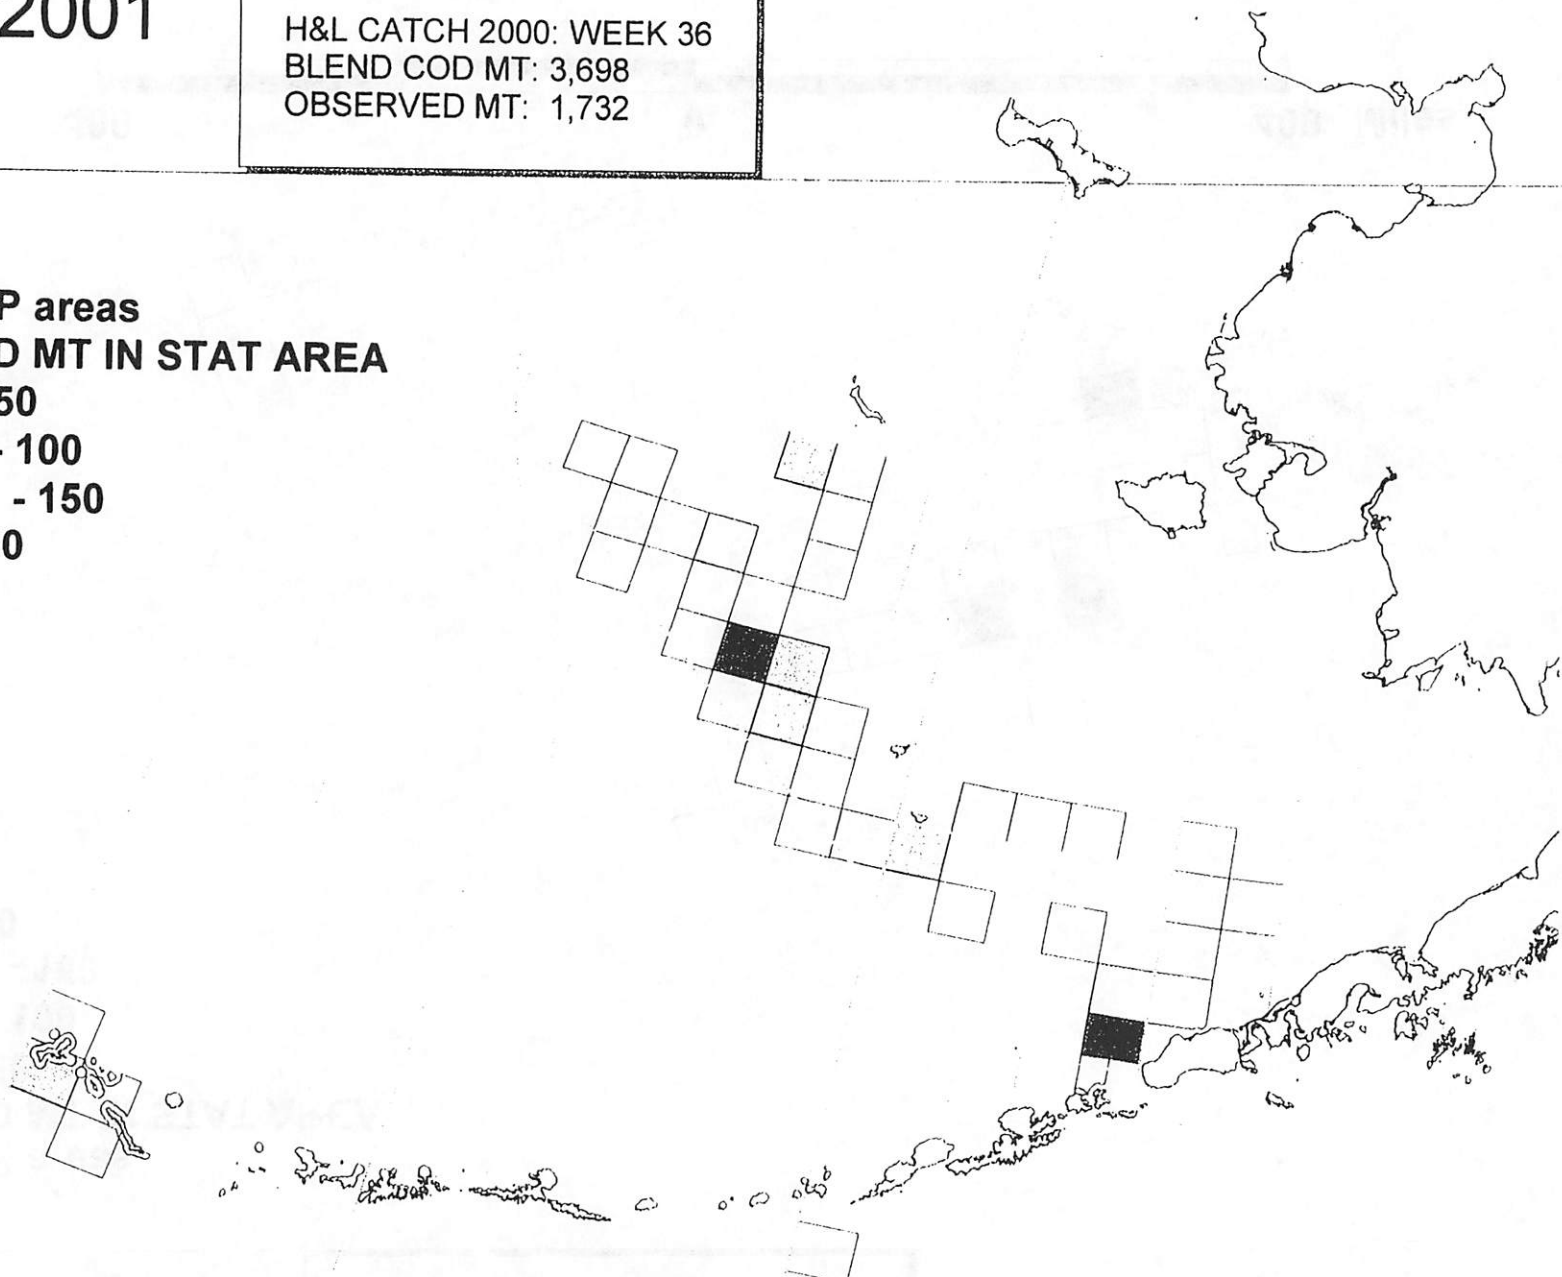 2001
H&L CATCH 2000: WEEK 36
BLEND COD MT: 3,698
OBSERVED MT: 1,732
P areas
D MT IN STAT AREA
50
- 100
- 150
0